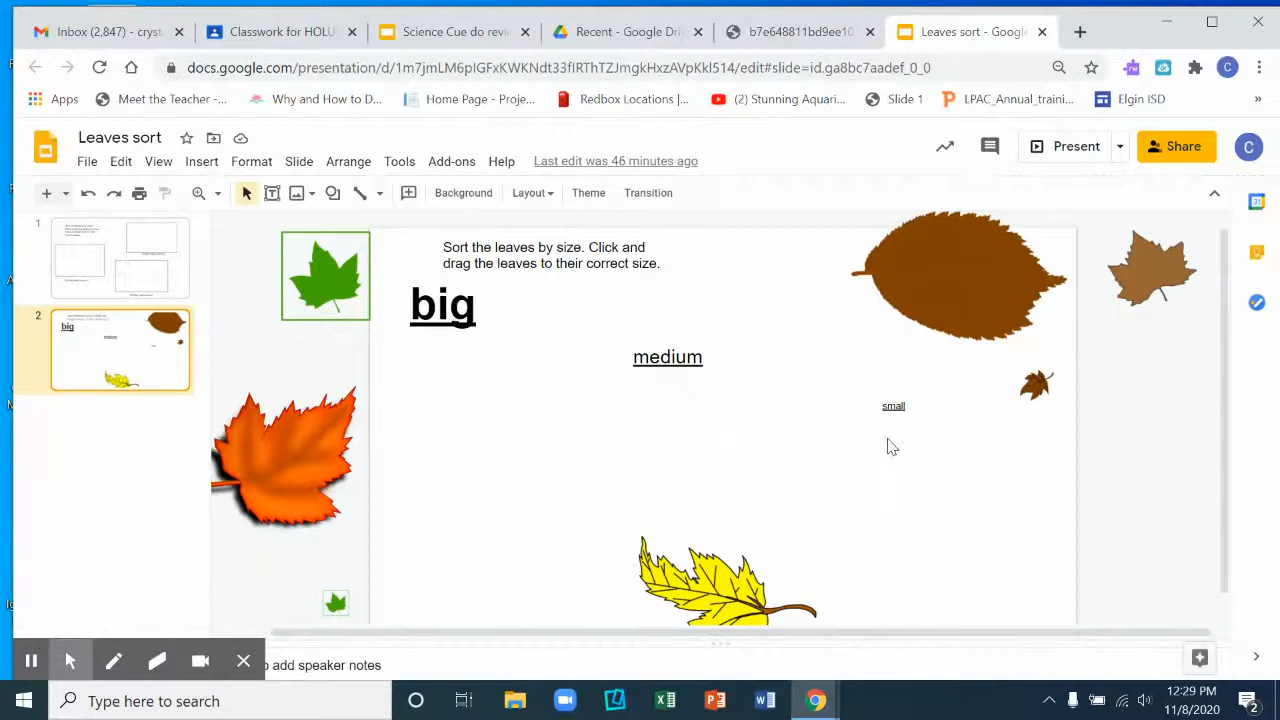 Inbox (2,847) - cryst
Classwork for HOLU
Science Cue do revi
Recent - Google Dri
b7e648811bd9ee10
Leaves sort - Google
docs.google.com/presentation/d/
/edit#slide=id.ga8bc7aadef_0_0
Apps
Meet the Teacher -...
Why and How to D...
Home Page - Proje...
Redbox Locations |...
(2) Stunning Aquari...
Slide 1
LPAC_Annual_traini...
Elgin ISD
»
Leaves sort
File Edit View Insert Format Slide Arrange Tools Add-ons Help Last edit was 46 minutes ago
Present
Share
C
Background Layout Theme Transition
1
2
Sort the leaves by size. Click and
drag the leaves to their correct size.
big
medium
small
add speaker notes
Type here to search
12:29 PM
11/8/2020
2